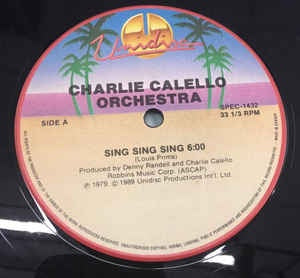 Unidisc
CHARLIE CALELLO
ORCHESTRA
SPEC-1432
SIDE A
33 1/3 RPM
SING SING SING 6:00
(Louis Prima)
Produced by Denny Randell and Charlie Calello
Robbins Music Corp. (ASCAP)
℗ 1979. © 1989 Unidisc Productions Int'l. Ltd.